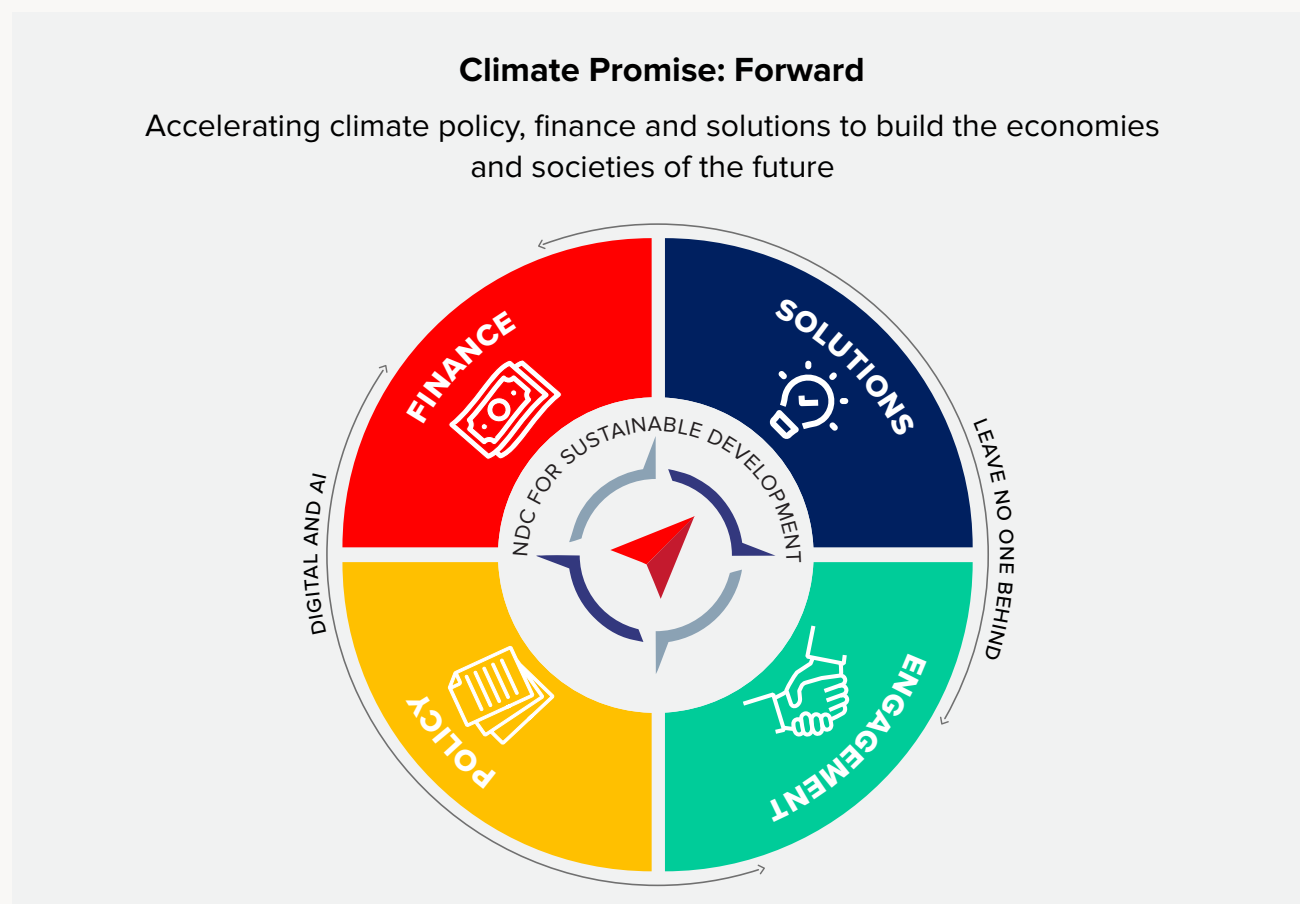 Climate Promise: Forward
Accelerating climate policy, finance and solutions to build the economies
and societies of the future
FINANCE
SOLUTIONS
NDC FOR SUSTAINABLE DEVELOPMENT
DIGITAL AND AI
LEAVE NO ONE BEHIND
POLICY
ENGAGEMENT